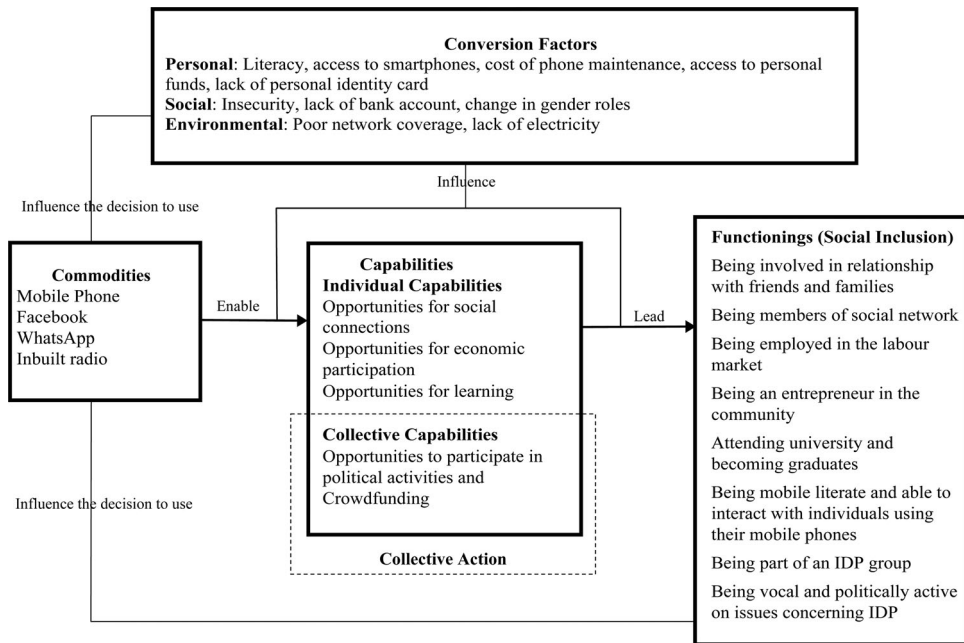 Conversion Factors
Personal: Literacy, access to smartphones, cost of phone maintenance, access to personal
funds, lack of personal identity card
Social: Insecurity, lack of bank account, change in gender roles
Environmental: Poor network coverage, lack of electricity
Influence
Influence the decision to use
Commodities
Mobile Phone
Facebook
WhatsApp
Inbuilt radio
Enable
Capabilities
Individual Capabilities
Opportunities for social
connections
Opportunities for economic
participation
Opportunities for learning
Collective Capabilities
Opportunities to participate in
political activities and
Crowdfunding
Collective Action
Lead
Functionings (Social Inclusion)
Being involved in relationship
with friends and families
Being members of social network
Being employed in the labour
market
Being an entrepreneur in the
community
Attending university and
becoming graduates
Being mobile literate and able to
interact with individuals using
their mobile phones
Being part of an IDP group
Being vocal and politically active
on issues concerning IDP
Influence the decision to use